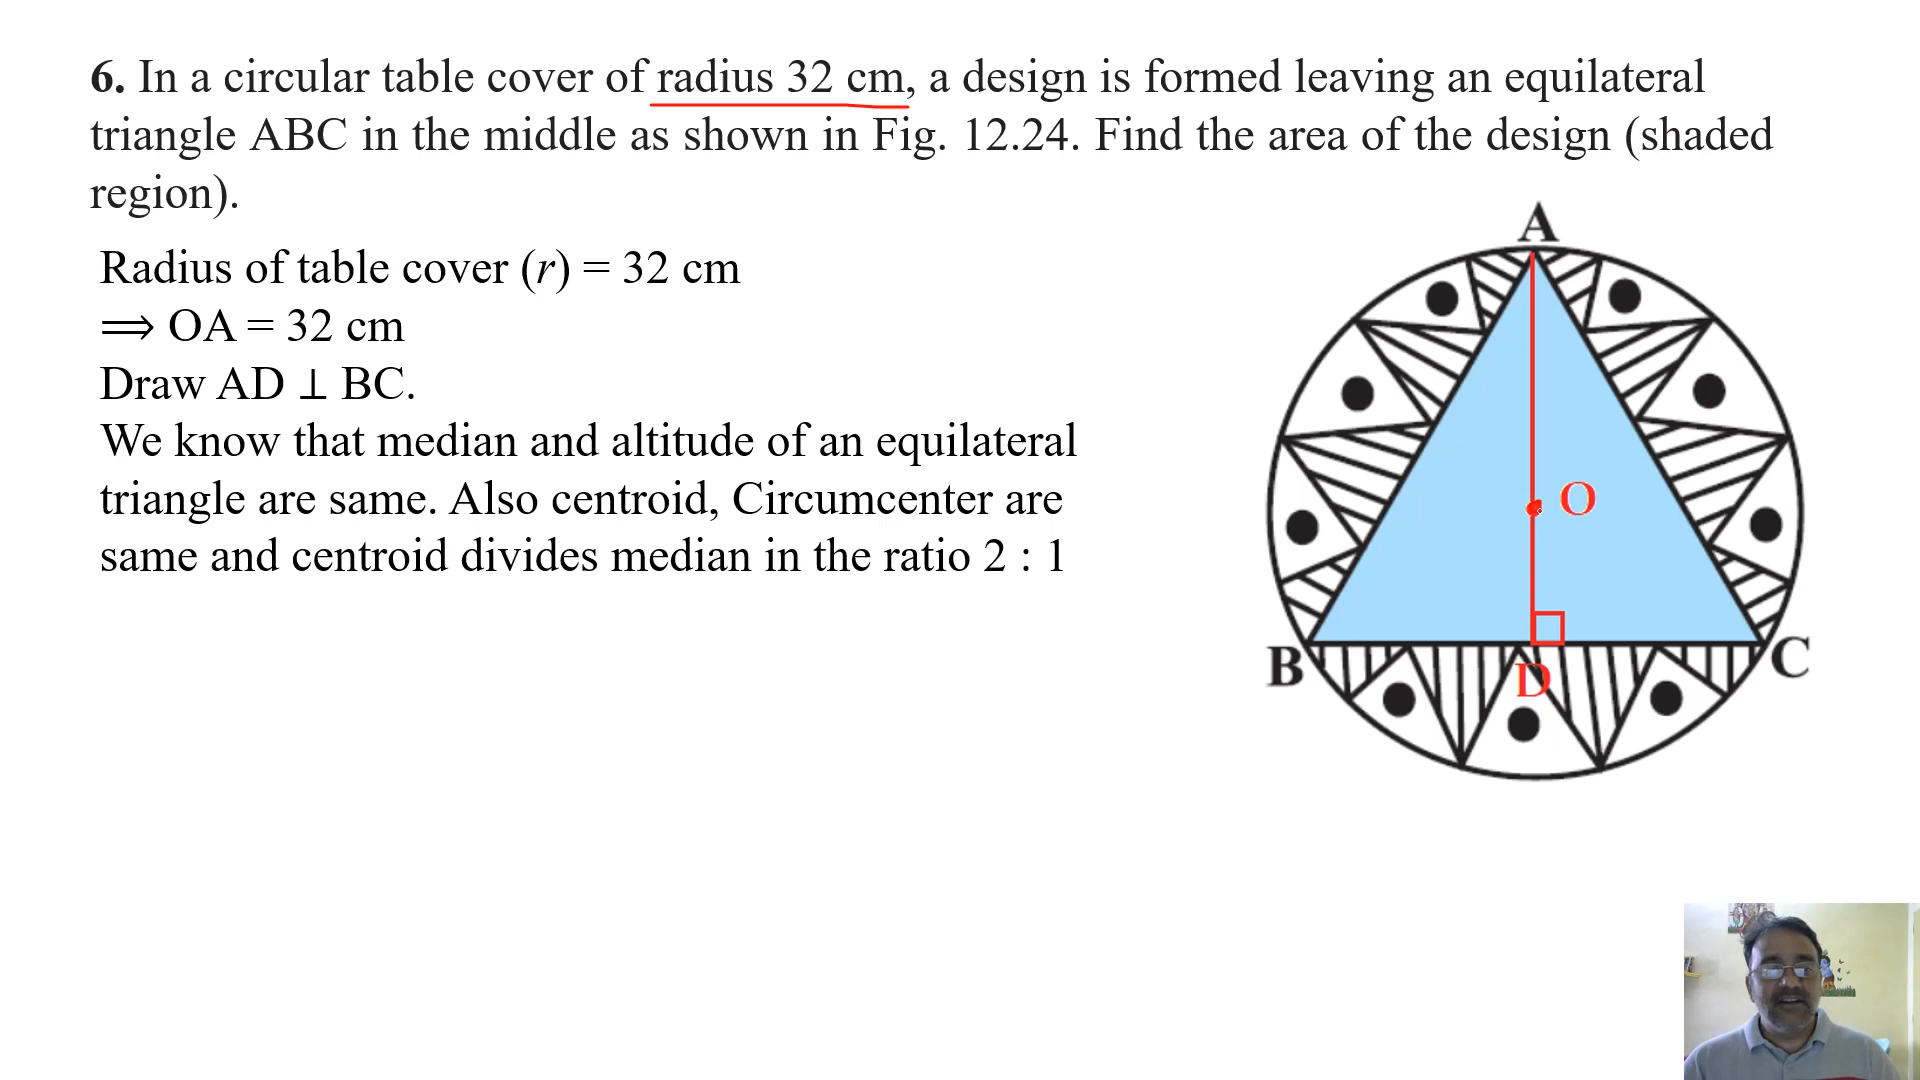 6. In a circular table cover of radius 32 cm, a design is formed leaving an equilateral
triangle ABC in the middle as shown in Fig. 12.24. Find the area of the design (shaded
region).
Radius of table cover (r) = 32 cm
⟹ OA = 32 cm
Draw AD ⊥ BC.
We know that median and altitude of an equilateral
triangle are same. Also centroid, Circumcenter are
same and centroid divides median in the ratio 2 : 1
A
O
B
D
C